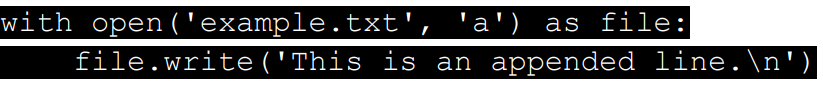 with open('example.txt', 'a') as file:
    file.write('This is an appended line.\n')